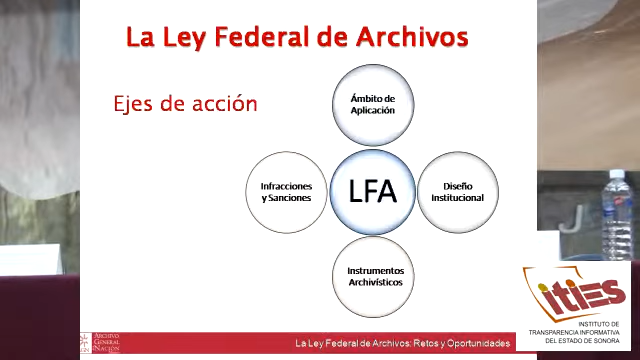 La Ley Federal de Archivos
Ejes de acción
Ámbito de
Aplicación
Infracciones
y Sanciones
LFA
Diseño
Institucional
Instrumentos
Archivísticos
ities
INSTITUTO DE
TRANSPARENCIA INFORMATIVA
DEL ESTADO DE SONORA
ARCHIVO
GENERAL
NACIÓN
La Ley Federal de Archivos: Retos y Oportunidades